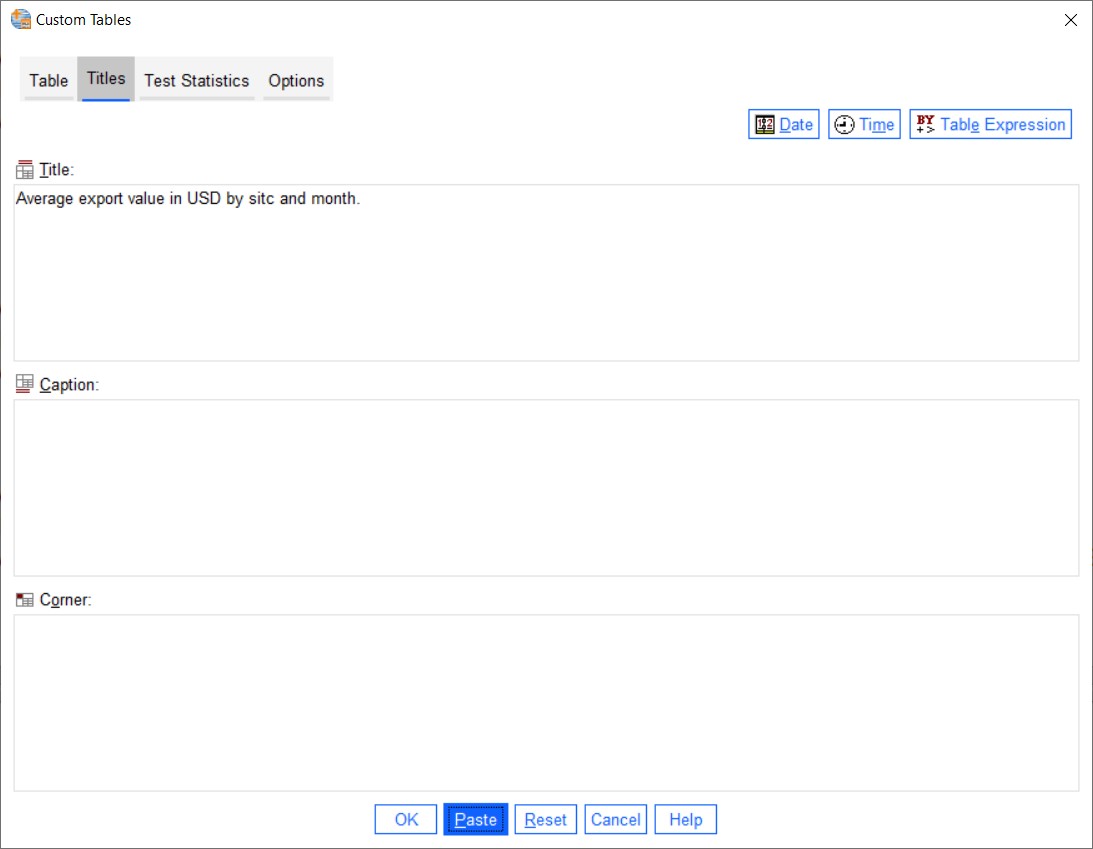 Custom Tables
Table Titles Test Statistics Options
Date Time BY +> Table Expression
Title:
Average export value in USD by sitc and month.
Caption:
Corner:
OK Paste Reset Cancel Help